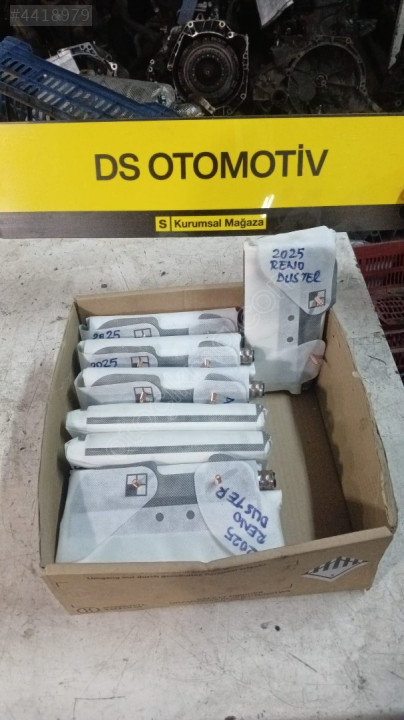 #4418979
DS OTOMOTİV
S Kurumsal Mağaza
2025
RENO
DUSTER
2025
2025
2025
RENO
DUSTER